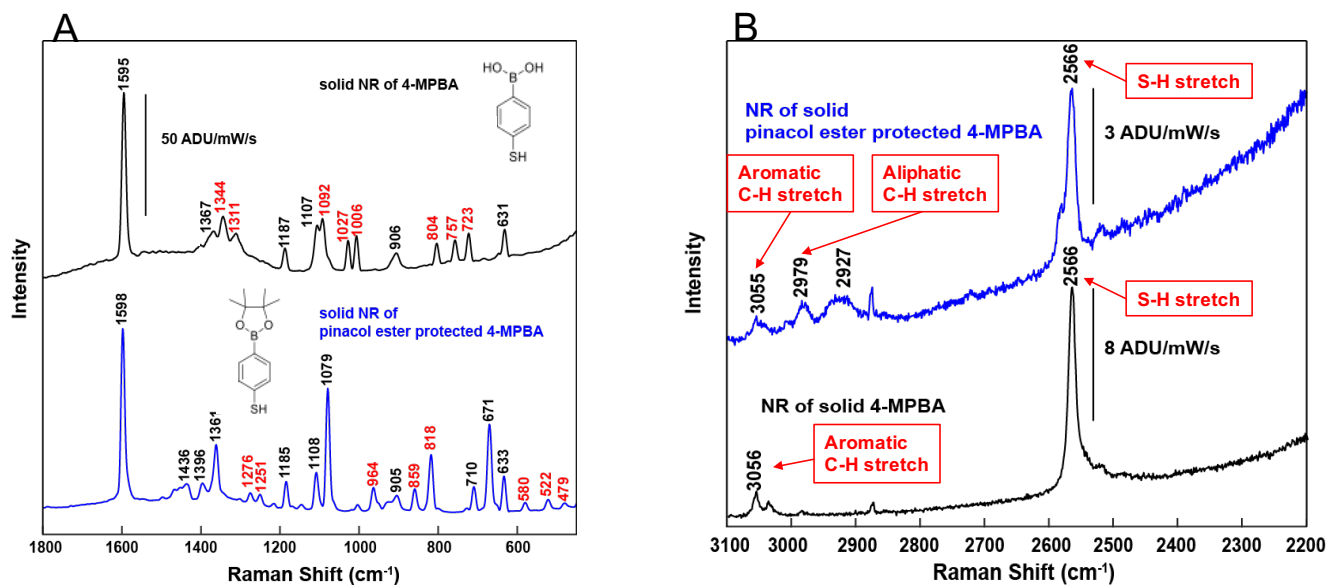 A
solid NR of 4-MPBA
HO
B
OH
SH
50 ADU/mW/s
1595
1367
1344
1311
1187
1107
1092
1027
1006
906
804
757
723
631
solid NR of
pinacol ester protected 4-MPBA
O
O
B
SH
1598
1436
1396
1276
1251
1185
1108
1079
964
905
859
818
710
671
633
580
522
479
Intensity
1800 1600 1400 1200 1000 800 600
Raman Shift (cm⁻¹)
B
2566
S-H stretch
NR of solid
pinacol ester protected 4-MPBA
3 ADU/mW/s
Aromatic
C-H stretch
Aliphatic
C-H stretch
3055
2979
2927
2566
S-H stretch
8 ADU/mW/s
NR of solid 4-MPBA
Aromatic
C-H stretch
3056
Intensity
3100 3000 2900 2800 2700 2600 2500 2400 2300 2200
Raman Shift (cm⁻¹)